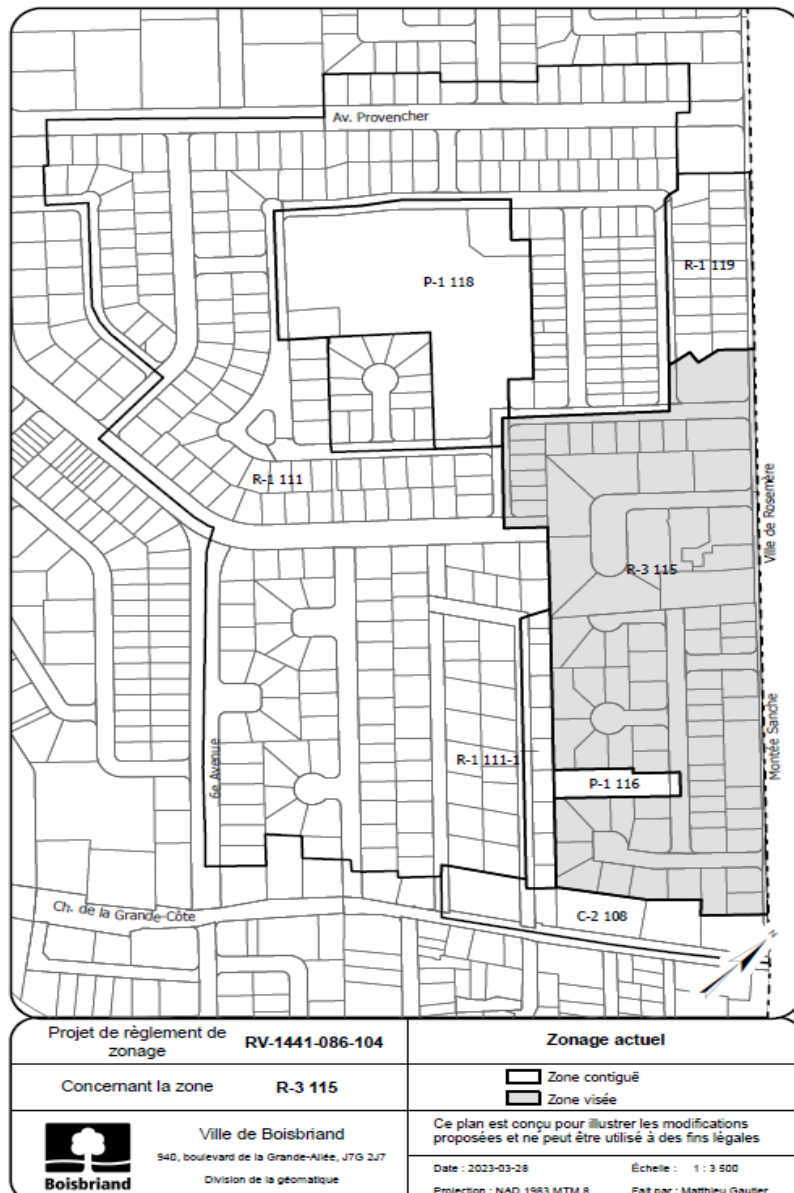 Av. Provencher
R-1 119
P-1 118
R-1 111
Ville de Rosemère
R-3 115
R-1 111-1
P-1 116
6e Avenue
Montée Sanche
Ch. de la Grande-Côte
C-2 108
N
Projet de règlement de zonage RV-1441-086-104
Concernant la zone R-3 115
Boisbriand
Ville de Boisbriand
940, boulevard de la Grande-Allée, J7G 2J7
Division de la géomatique
Zonage actuel
Zone contiguë
Zone visée
Ce plan est conçu pour illustrer les modifications
proposées et ne peut être utilisé à des fins légales
Date : 2023-03-28 Échelle : 1 : 3 500
Projection : NAD 1983 MTM 8 Fait par : Matthieu Gautier